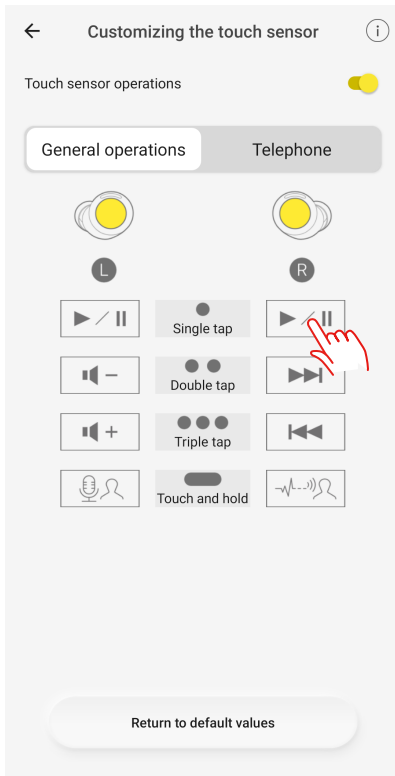 Customizing the touch sensor
i
Touch sensor operations
General operations
Telephone
L
R
Single tap
Double tap
Triple tap
Touch and hold
Return to default values